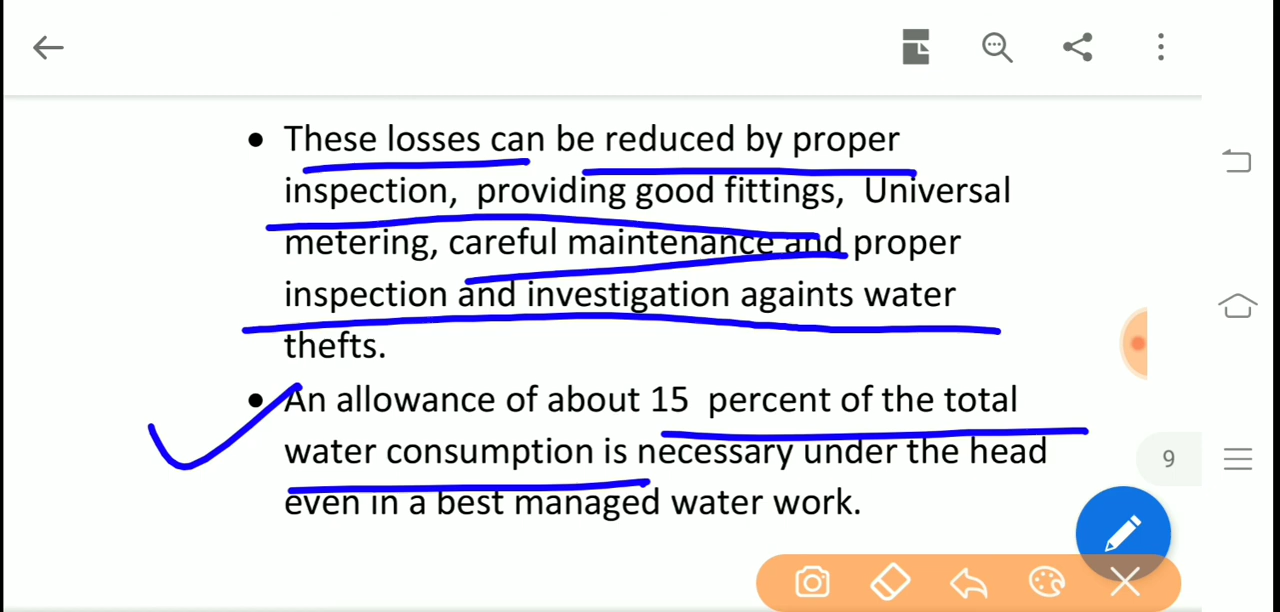 • These losses can be reduced by proper
inspection, providing good fittings, Universal
metering, careful maintenance and proper
inspection and investigation againts water
thefts.
• An allowance of about 15 percent of the total
water consumption is necessary under the head
even in a best managed water work.
9